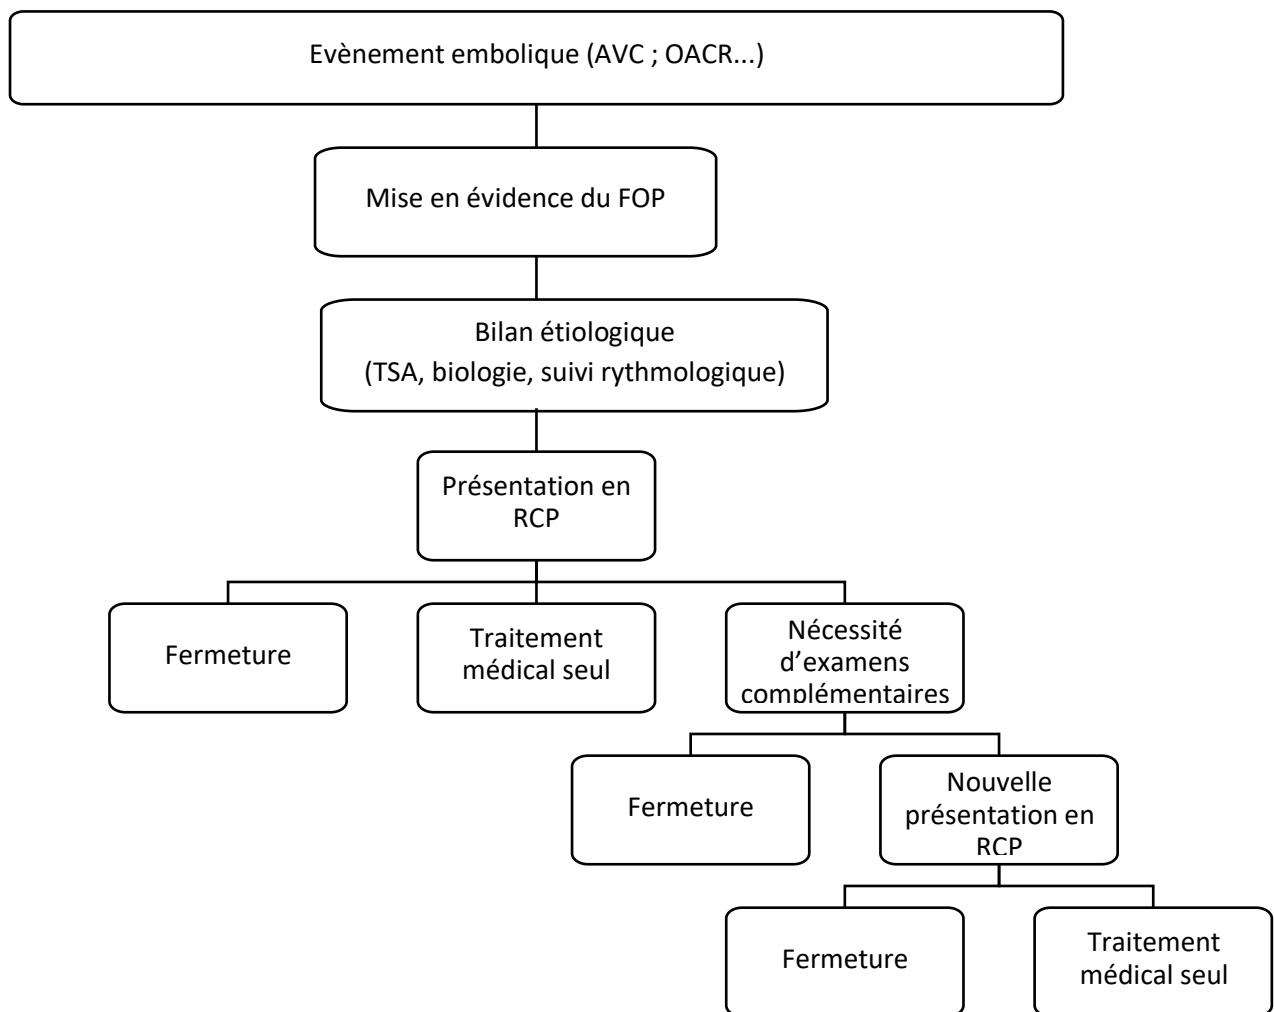 Evènement embolique (AVC ; OACR...)
Mise en évidence du FOP
Bilan étiologique
(TSA, biologie, suivi rythmologique)
Présentation en
RCP
Fermeture
Traitement
médical seul
Nécessité
d’examens
complémentaires
Fermeture
Nouvelle
présentation en
RCP
Fermeture
Traitement
médical seul